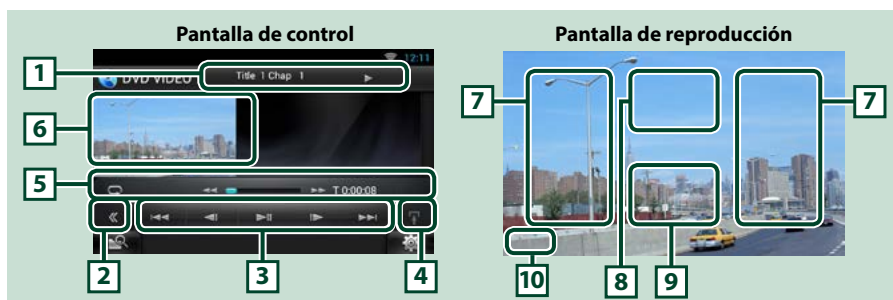 Pantalla de control
Pantalla de reproducción
12:11
1
DVD VIDEO
Title 1 Chap 1
7
8
7
6
5
T 0:00:08
2
3
4
10
8
9